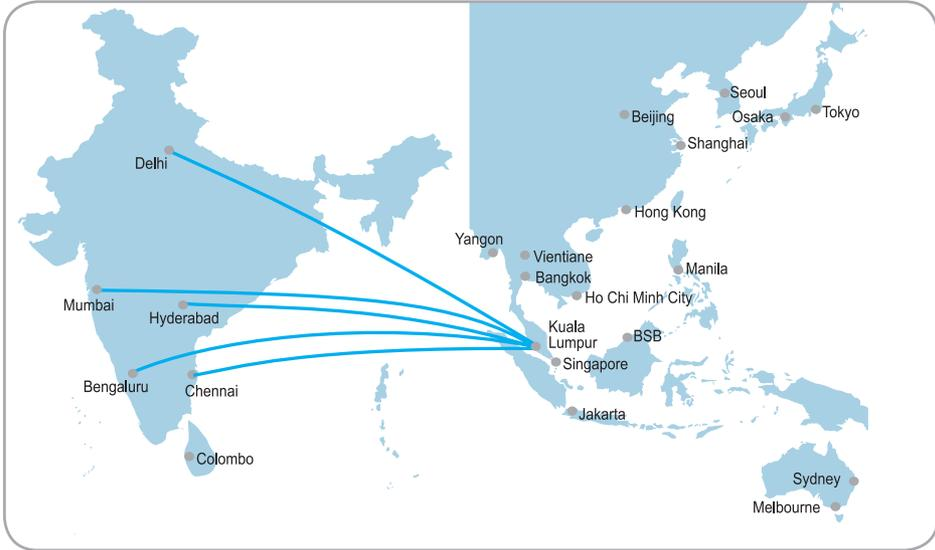 Seoul
Beijing
Osaka
Tokyo
Shanghai
Delhi
Hong Kong
Yangon
Vientiane
Manila
Bangkok
Mumbai
Ho Chi Minh City
Hyderabad
Kuala
Lumpur
BSB
Singapore
Bengaluru
Chennai
Jakarta
Colombo
Sydney
Melbourne